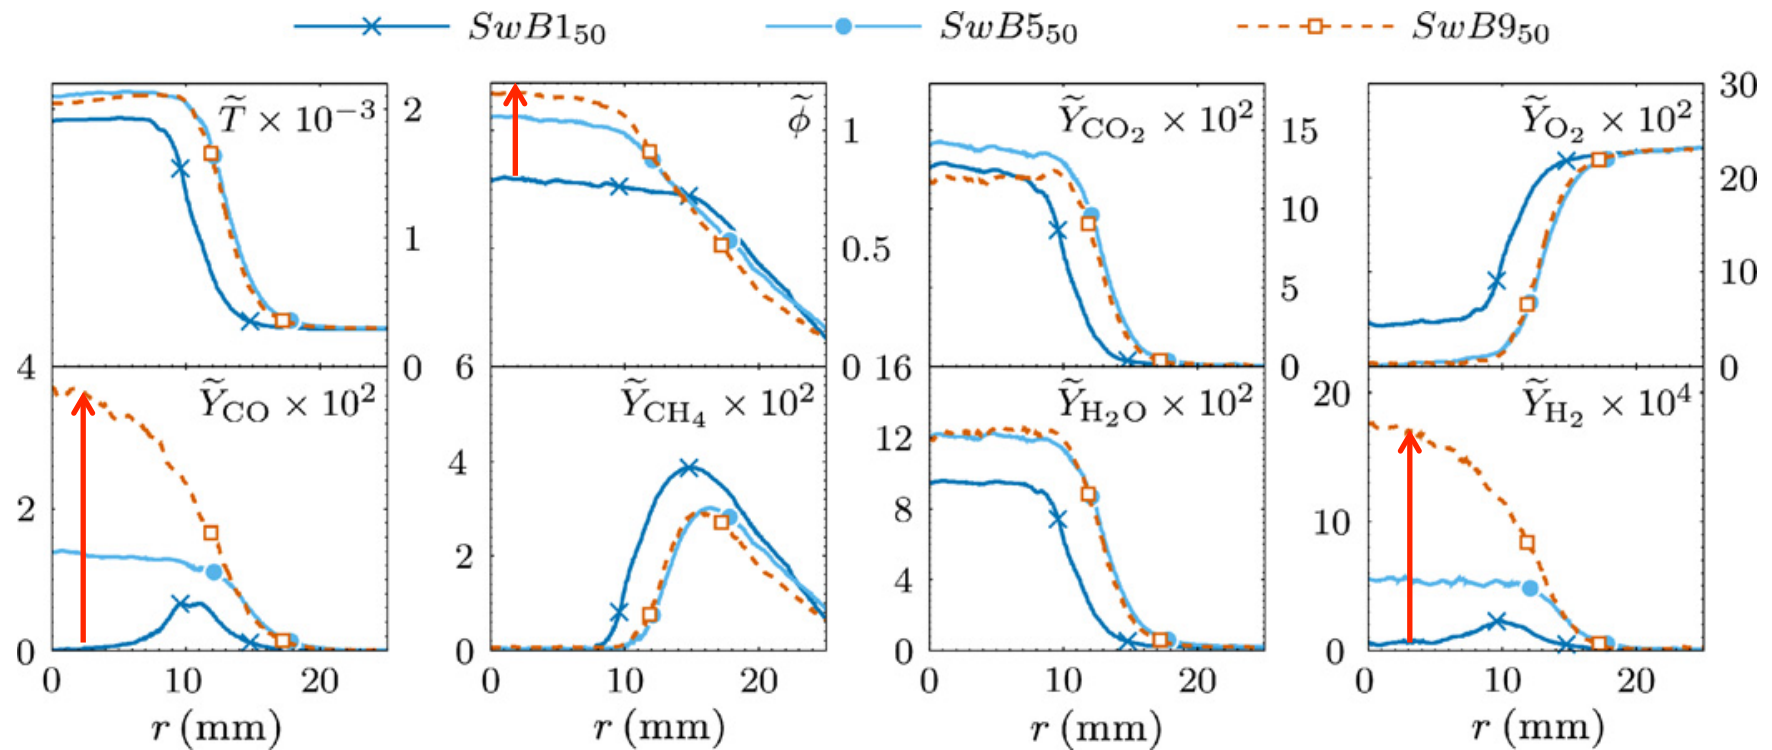 SwB1₅₀ SwB5₅₀ SwB9₅₀
T̃ × 10⁻³ 2 φ̃ 1 Ỹ_CO₂ × 10² 15 Ỹ_O₂ × 10² 30
20
1 0.5 10 10
5
0 0 0 0
4 Ỹ_CO × 10² 6 Ỹ_CH₄ × 10² 16 Ỹ_H₂O × 10² 20 Ỹ_H₂ × 10⁴
2 4 12 10
2 8
4
0 0 0 0
0 10 20 0 10 20 0 10 20 0 10 20
r (mm) r (mm) r (mm) r (mm)